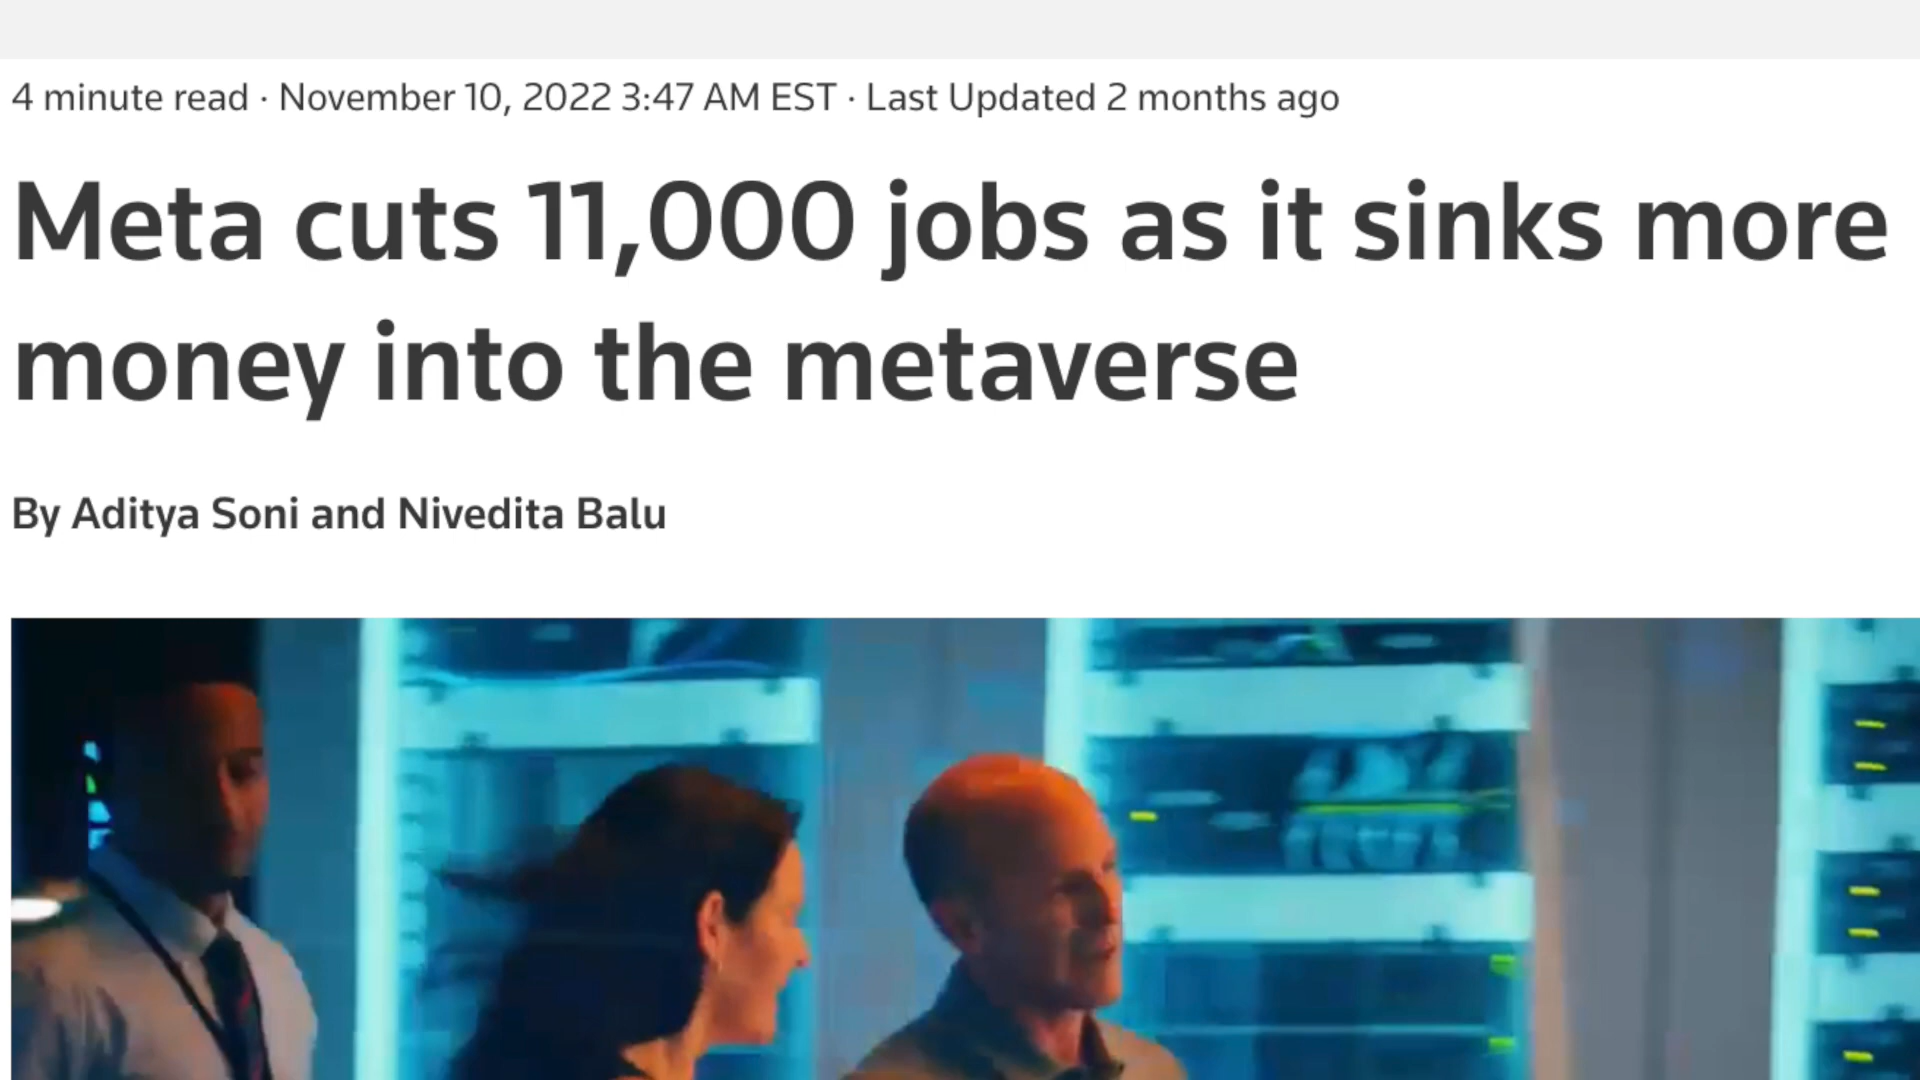 4 minute read · November 10, 2022 3:47 AM EST · Last Updated 2 months ago
Meta cuts 11,000 jobs as it sinks more
money into the metaverse
By Aditya Soni and Nivedita Balu